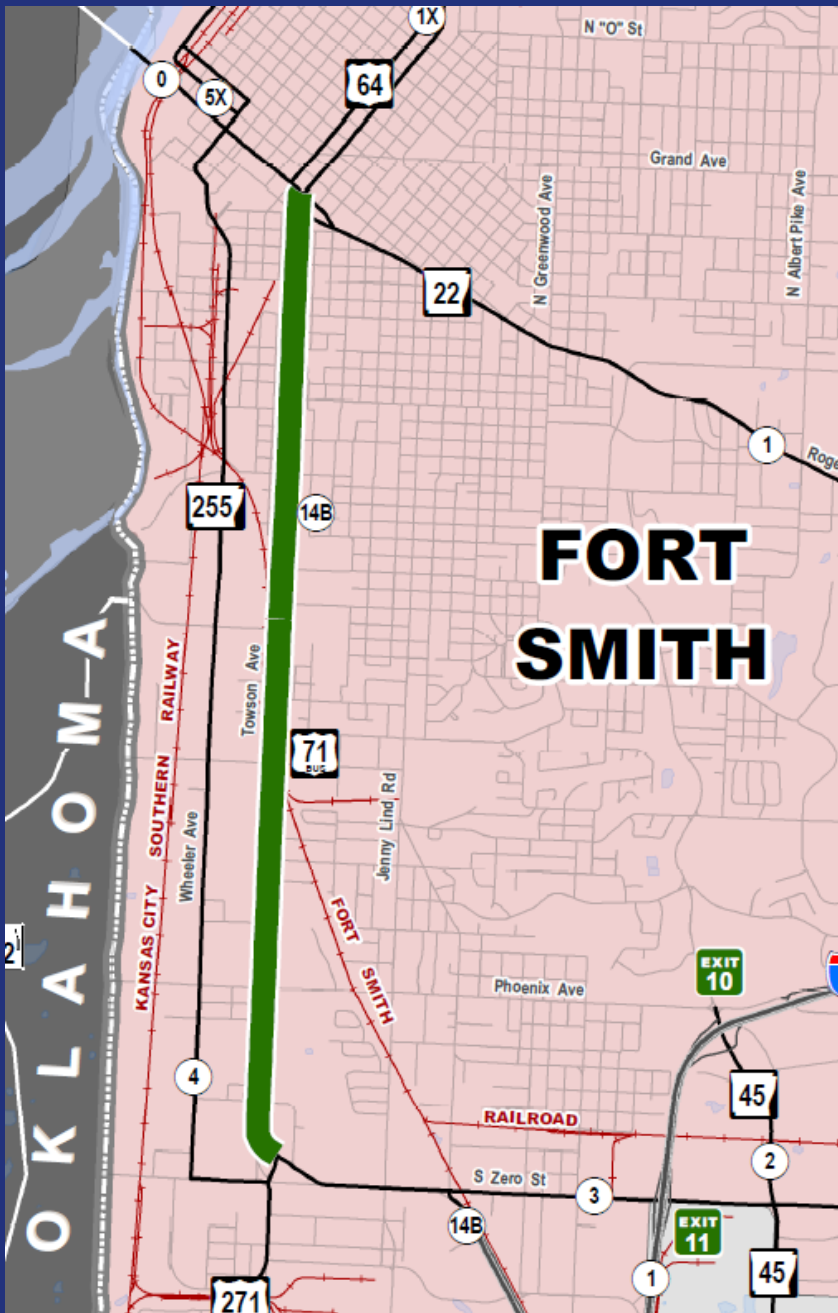 1X
N "O" St
0
5X
64
Grand Ave
N Greenwood Ave
N Albert Pike Ave
22
1
255
14B
FORT
SMITH
OKLAHOMA
Towson Ave
KANSAS CITY SOUTHERN RAILWAY
71
BUS
Jenny Lind Rd
Wheeler Ave
FORT SMITH
EXIT
10
Phoenix Ave
4
45
RAILROAD
2
S Zero St
3
14B
EXIT
11
1
45
271